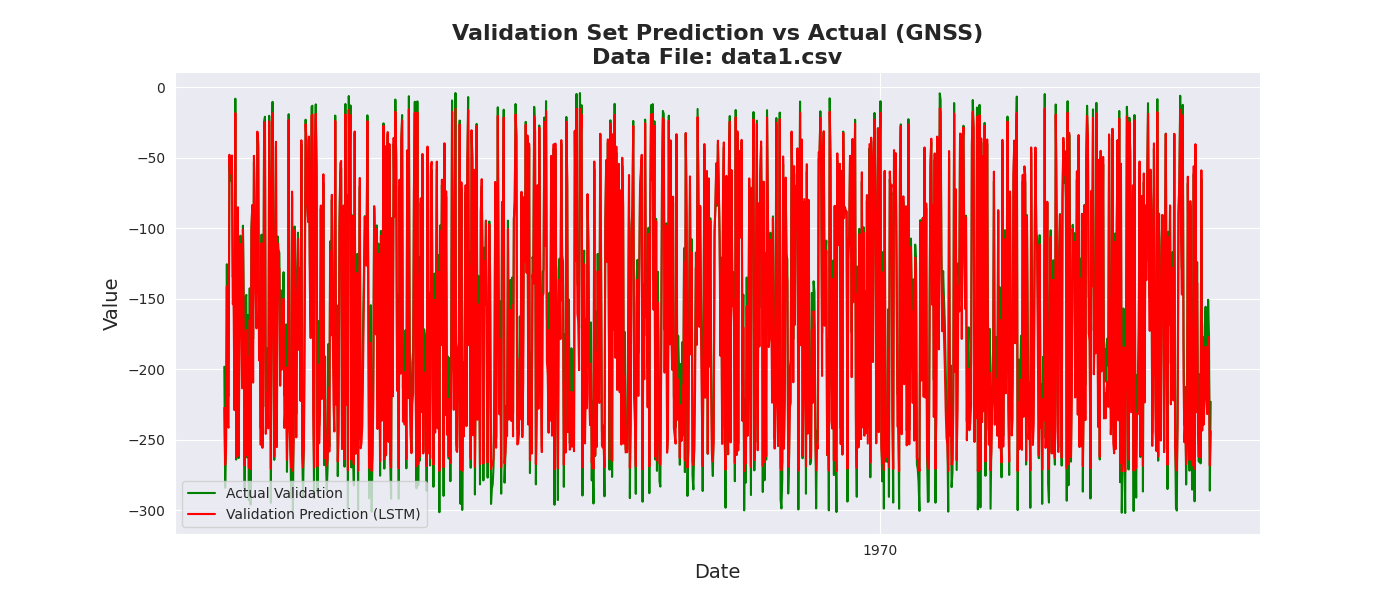 Validation Set Prediction vs Actual (GNSS)
Data File: data1.csv
Value
0
−50
−100
−150
−200
−250
−300
Actual Validation
Validation Prediction (LSTM)
1970
Date